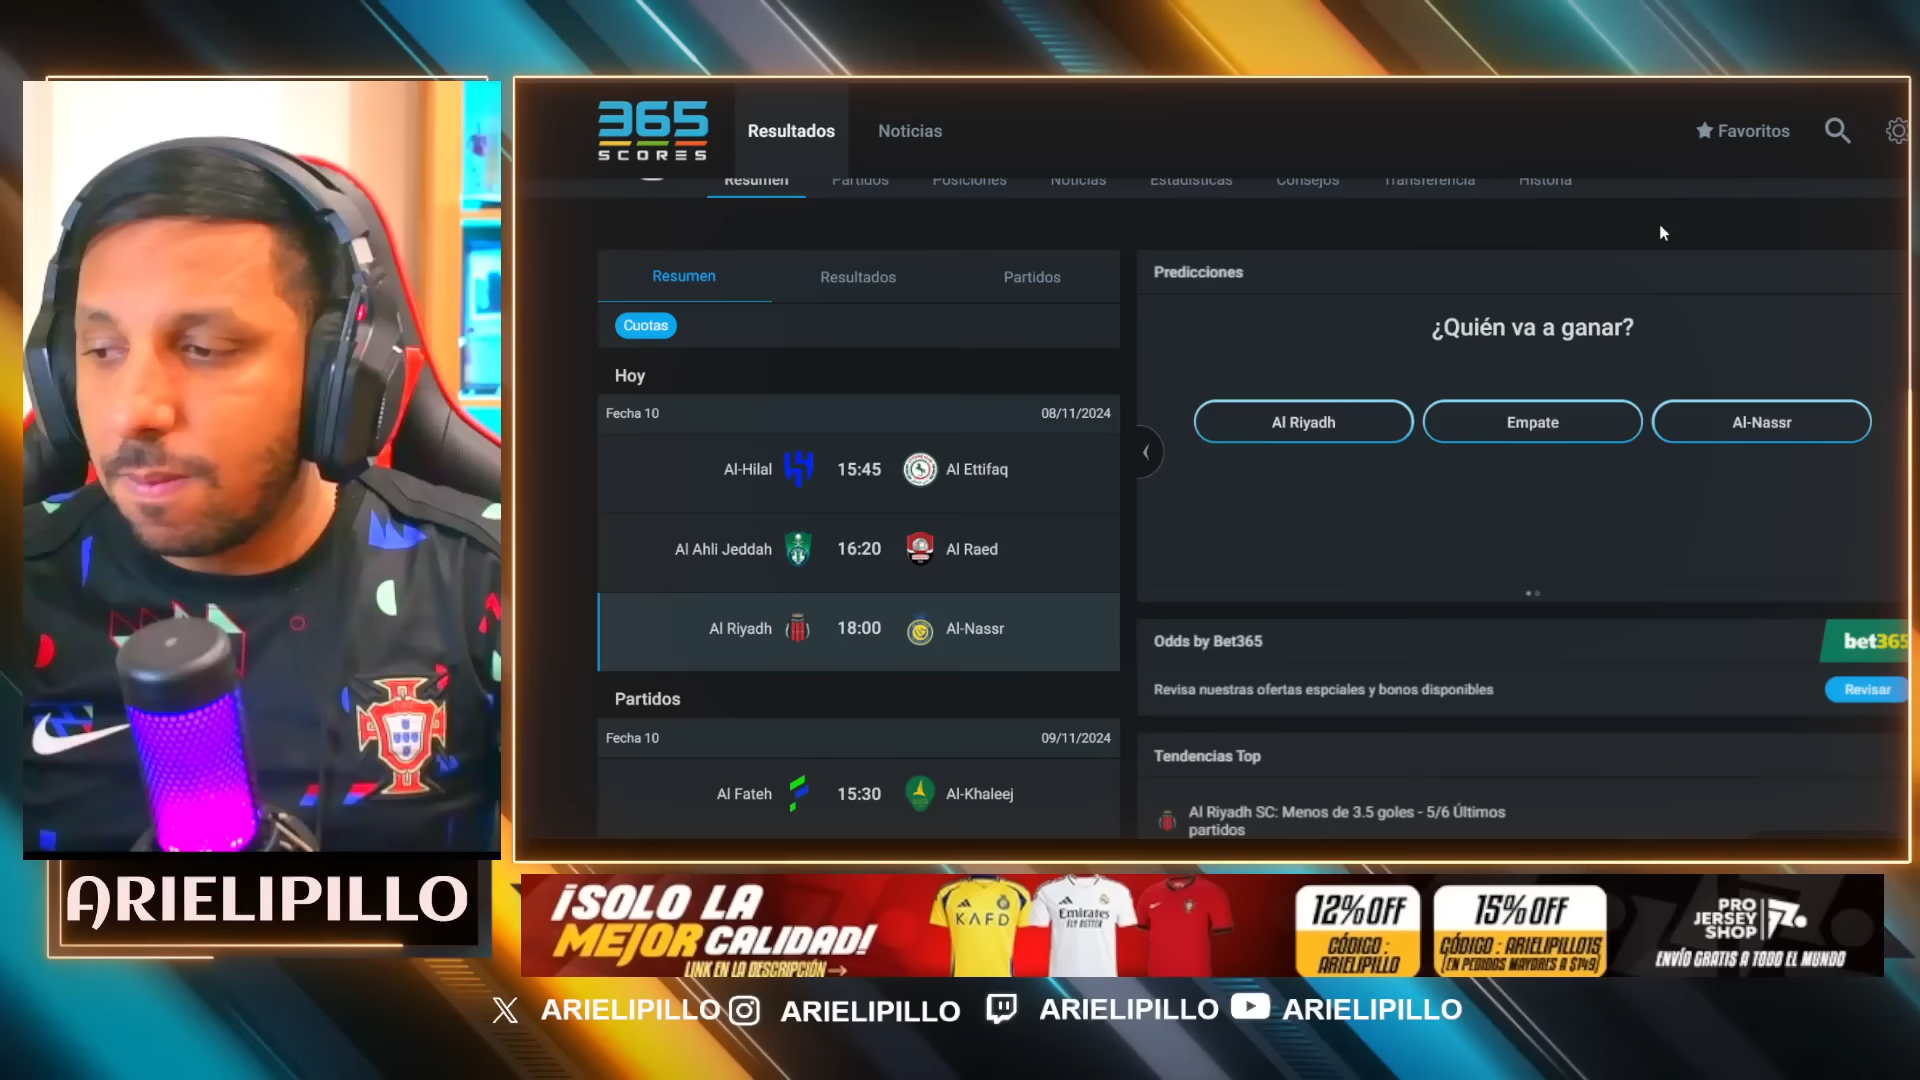 365
SCORES
Resultados
Noticias
Favoritos
Resumen
Partidos
Posiciones
Noticias
Estadísticas
Consejos
Transferencia
Historia
Resumen
Resultados
Partidos
Cuotas
Hoy
Fecha 10
08/11/2024
Al-Hilal 15:45 Al Ettifaq
Al Ahli Jeddah 16:20 Al Raed
Al Riyadh 18:00 Al-Nassr
Partidos
Fecha 10
09/11/2024
Al Fateh 15:30 Al-Khaleej
Predicciones
¿Quién va a ganar?
Al Riyadh
Empate
Al-Nassr
Odds by Bet365
bet365
Revisa nuestras ofertas espciales y bonos disponibles
Revisar
Tendencias Top
Al Riyadh SC: Menos de 3.5 goles - 5/6 Últimos
partidos
ARIELIPILLO
¡SOLO LA
MEJOR CALIDAD!
LINK EN LA DESCRIPCIÓN
KAFD
Emirates
FLY BETTER
12% OFF
CÓDIGO :
ARIELIPILLO
15% OFF
CÓDIGO : ARIELIPILLO15
(EN PEDIDOS MAYORES A $149)
PRO
JERSEY
SHOP
ENVÍO GRATIS A TODO EL MUNDO
ARIELIPILLO
ARIELIPILLO
ARIELIPILLO
ARIELIPILLO